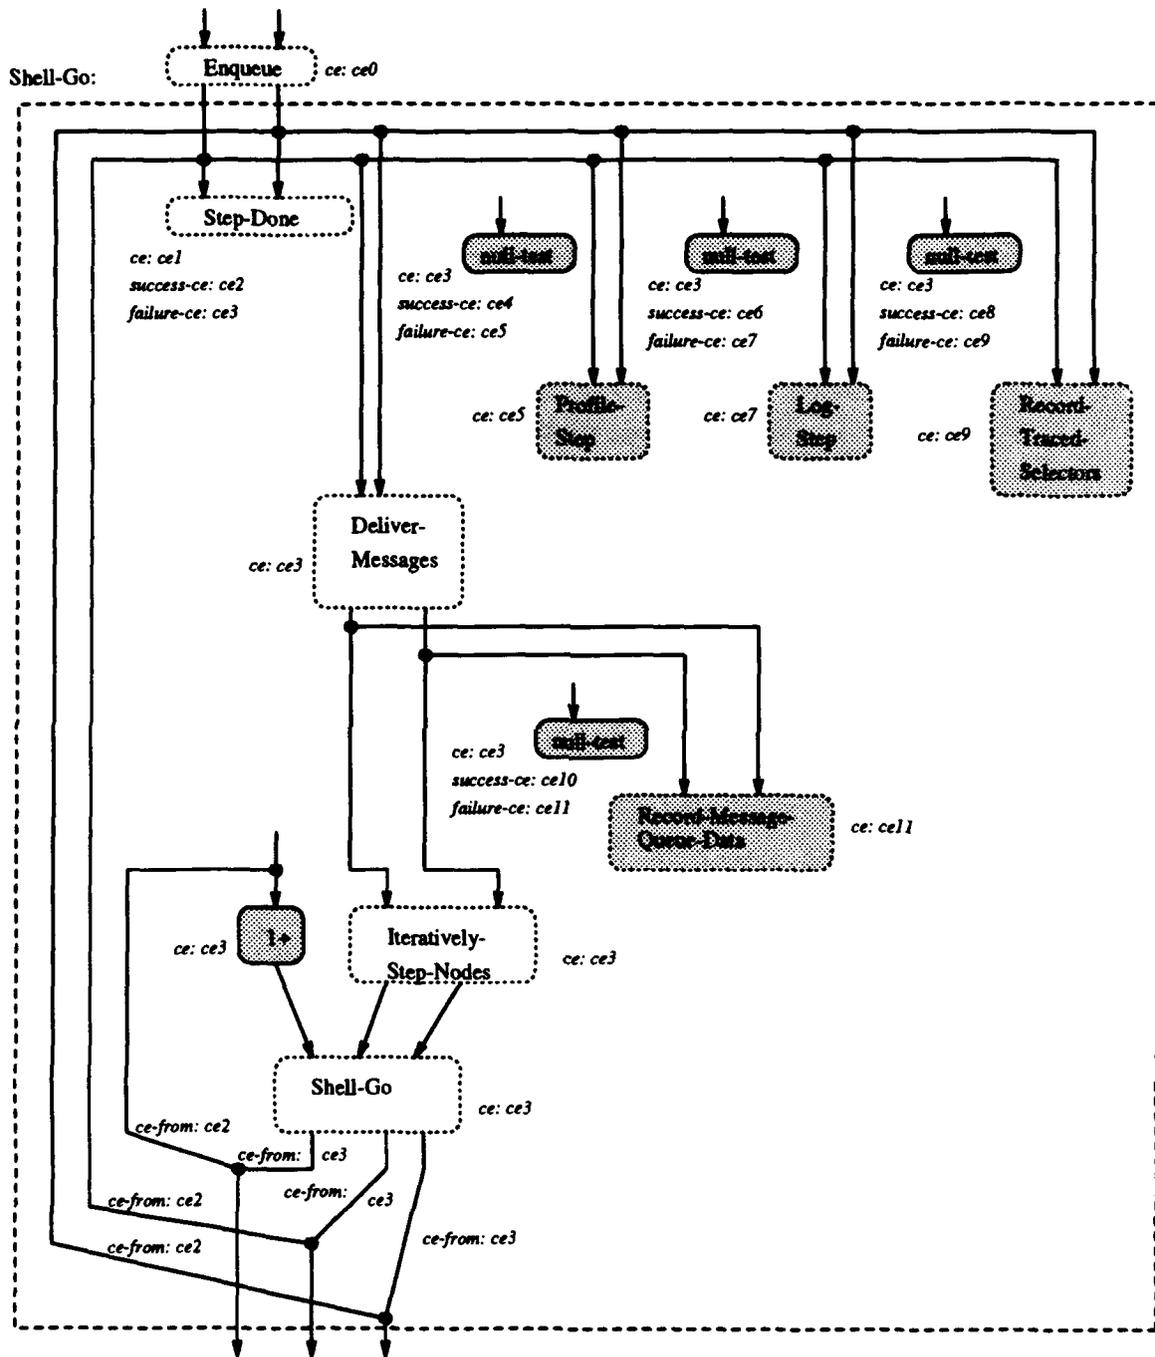 Enqueue
ce: ce0
Shell-Go:
Step-Done
ce: ce1
success-ce: ce2
failure-ce: ce3
null-test
ce: ce3
success-ce: ce4
failure-ce: ce5
null-test
ce: ce3
success-ce: ce6
failure-ce: ce7
null-test
ce: ce3
success-ce: ce8
failure-ce: ce9
Profile-
Step
ce: ce5
Log-
Step
ce: ce7
Record-
Traced-
Selectors
ce: ce9
Deliver-
Messages
ce: ce3
null-test
ce: ce3
success-ce: ce10
failure-ce: ce11
Record-Message-
Queue-Data
ce: ce11
1+
ce: ce3
Iteratively-
Step-Nodes
ce: ce3
Shell-Go
ce: ce3
ce-from: ce2
ce-from: ce3
ce-from: ce3
ce-from: ce2
ce-from: ce3
ce-from: ce2